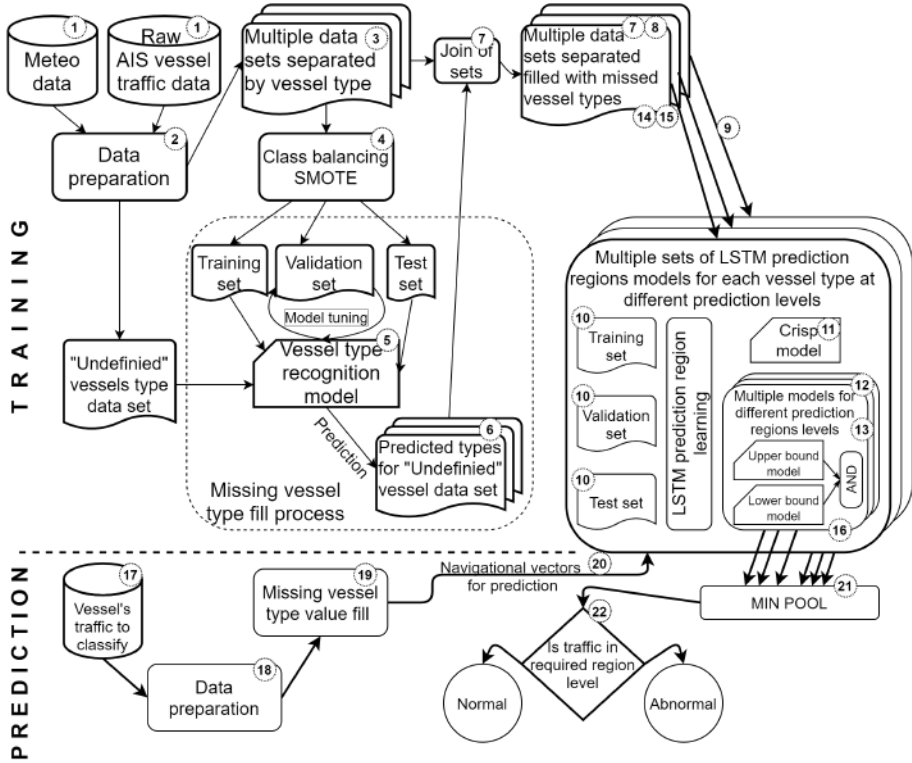 TRAINING
1
Meteo
data
1
Raw
AIS vessel
traffic data
2
Data
preparation
3
Multiple data
sets separated
by vessel type
4
Class balancing
SMOTE
7
Join of
sets
7 8
Multiple data
sets separated
filled with missed
vessel types
14 15
9
Training
set
Validation
set
Test
set
Model tuning
5
Vessel type
recognition
model
"Undefinied"
vessels type
data set
Prediction
6
Predicted types
for "Undefinied"
vessel data set
Missing vessel
type fill process
Multiple sets of LSTM prediction
regions models for each vessel type at
different prediction levels
10
Training
set
10
Validation
set
10
Test set
LSTM prediction region
learning
11
Crisp
model
12
Multiple models for
different prediction
regions levels
13
Upper bound
model
Lower bound
model
AND
16
PREDICTION
17
Vessel's
traffic to
classify
18
Data
preparation
19
Missing vessel
type value fill
20
Navigational vectors
for prediction
21
MIN POOL
22
Is traffic in
required region
level
Normal
Abnormal